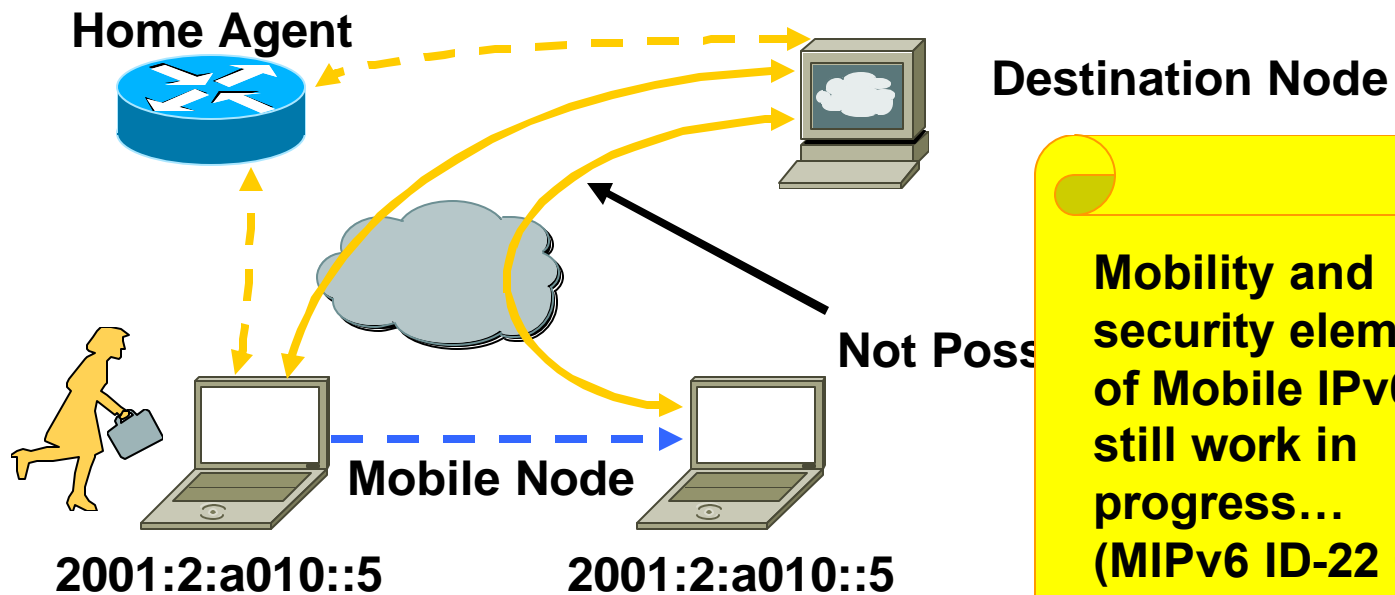 Home Agent
Destination Node
Mobility and
security elem
of Mobile IPv6
still work in
progress…
(MIPv6 ID-22
Not Poss
Mobile Node
2001:2:a010::5
2001:2:a010::5